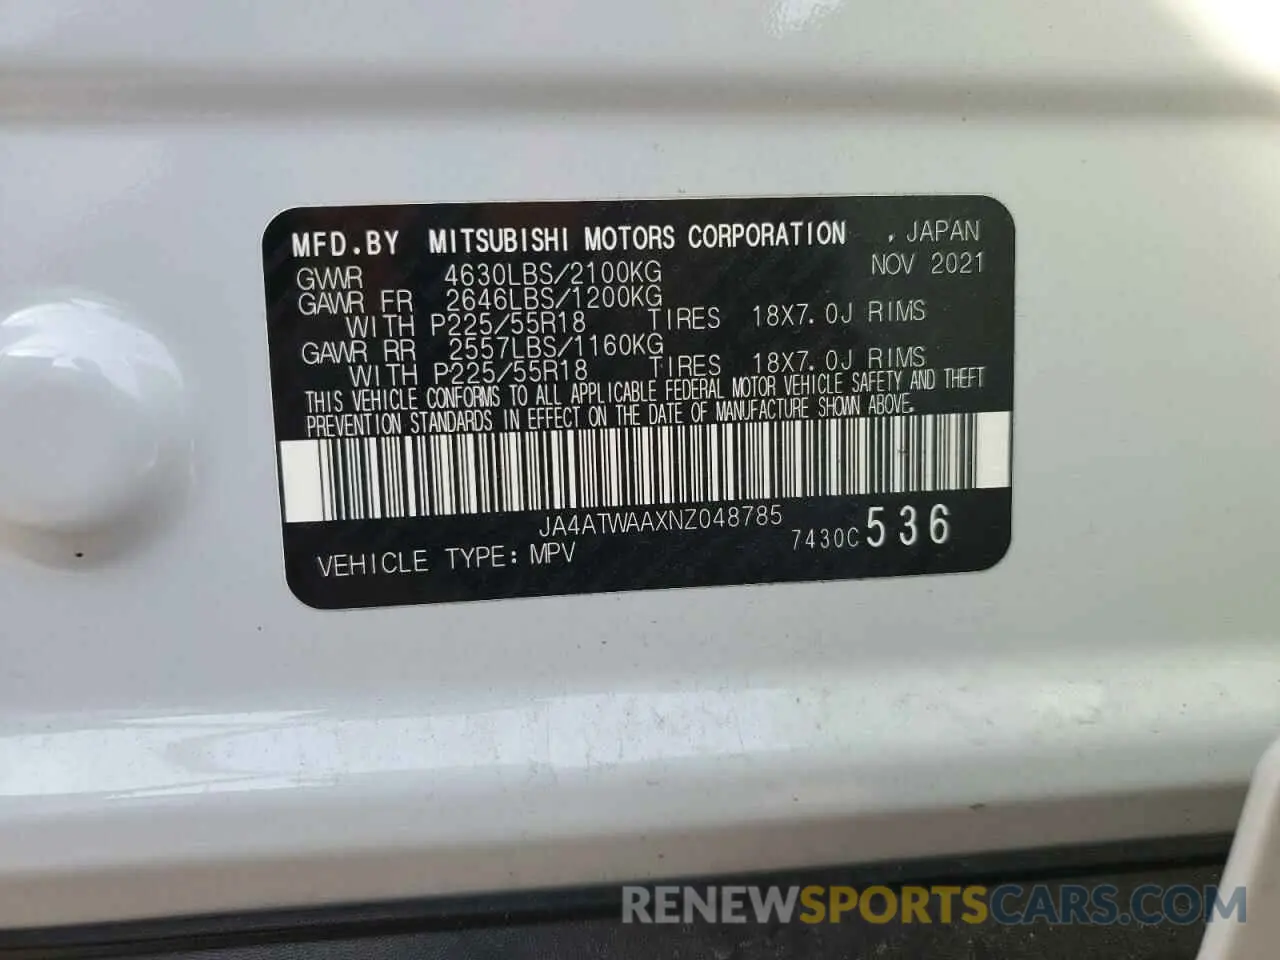 MFD.BY MITSUBISHI MOTORS CORPORATION , JAPAN
GVWR 4630LBS/2100KG NOV 2021
GAWR FR 2646LBS/1200KG
WITH P225/55R18 TIRES 18X7.0J RIMS
GAWR RR 2557LBS/1160KG
WITH P225/55R18 TIRES 18X7.0J RIMS
THIS VEHICLE CONFORMS TO ALL APPLICABLE FEDERAL MOTOR VEHICLE SAFETY AND THEFT
PREVENTION STANDARDS IN EFFECT ON THE DATE OF MANUFACTURE SHOWN ABOVE.
JA4ATWAAXNZ048785
7430C 536
VEHICLE TYPE: MPV
RENEWSPORTSCARS.COM